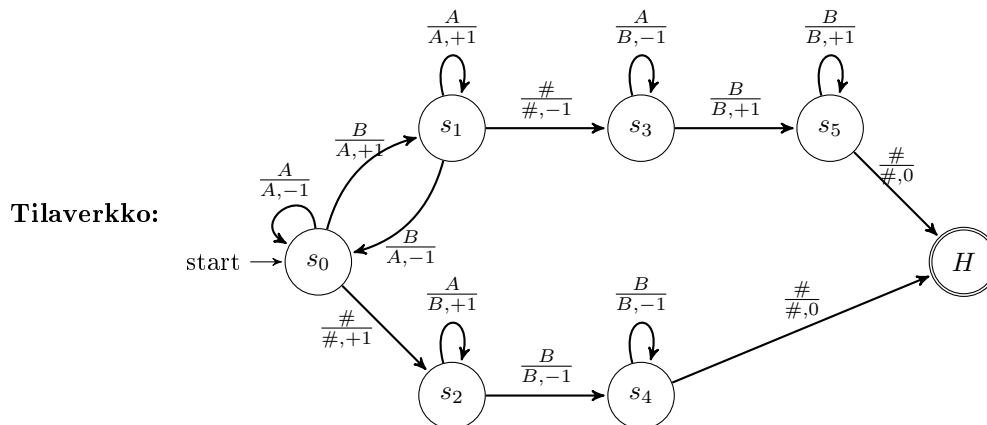 A
A,+1
A
B,-1
B
B,+1
s1
#
#,-1
s3
B
B,+1
s5
B
A,+1
#
#,0
A
A,-1
Tilaverkko:
B
A,-1
start
s0
H
#
#,+1
A
B,+1
B
B,-1
#
#,0
s2
B
B,-1
s4